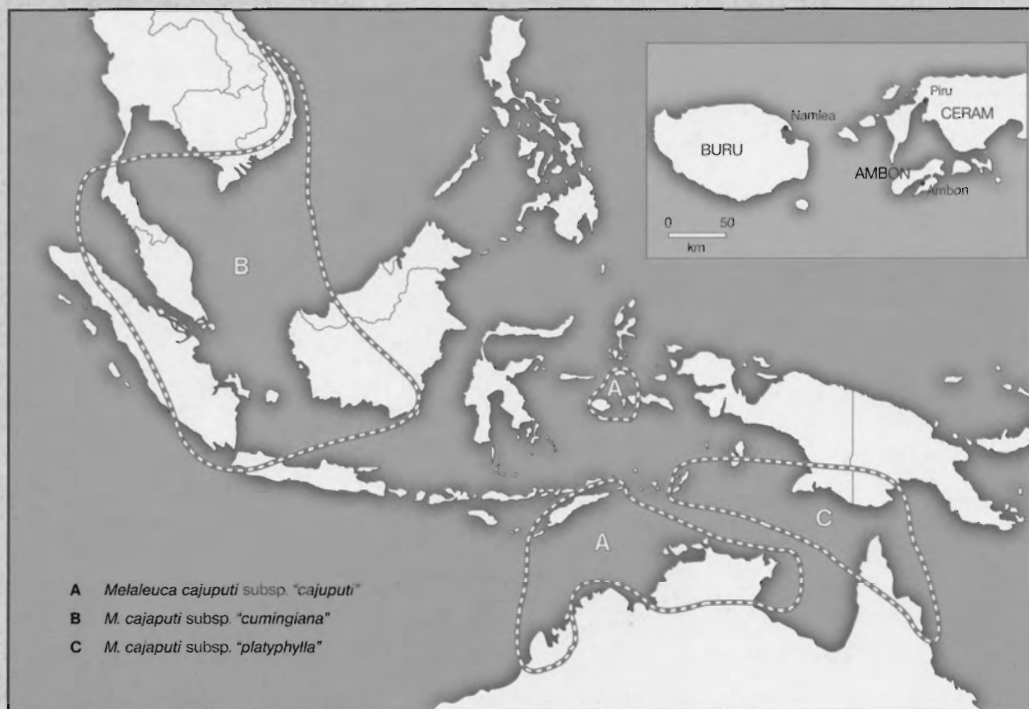 Piru
CERAM
Namlea
BURU
AMBON
Ambon
0 50
km
B
A
C
A
A Melaleuca cajuputi subsp. "cajuputi"
B M. cajaputi subsp. "cumingiana"
C M. cajaputi subsp. "platyphylla"